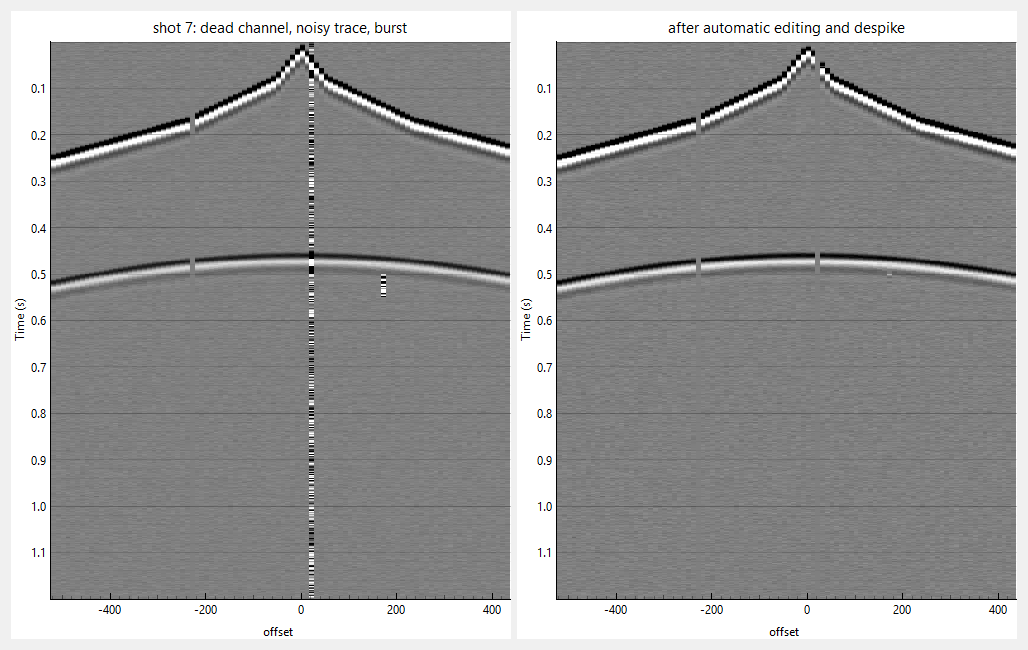 shot 7: dead channel, noisy trace, burst
0.1
0.2
0.3
0.4
0.5
0.6
0.7
0.8
0.9
1.0
1.1
Time (s)
-400 -200 0 200 400
offset
after automatic editing and despike
0.1
0.2
0.3
0.4
0.5
0.6
0.7
0.8
0.9
1.0
1.1
Time (s)
-400 -200 0 200 400
offset